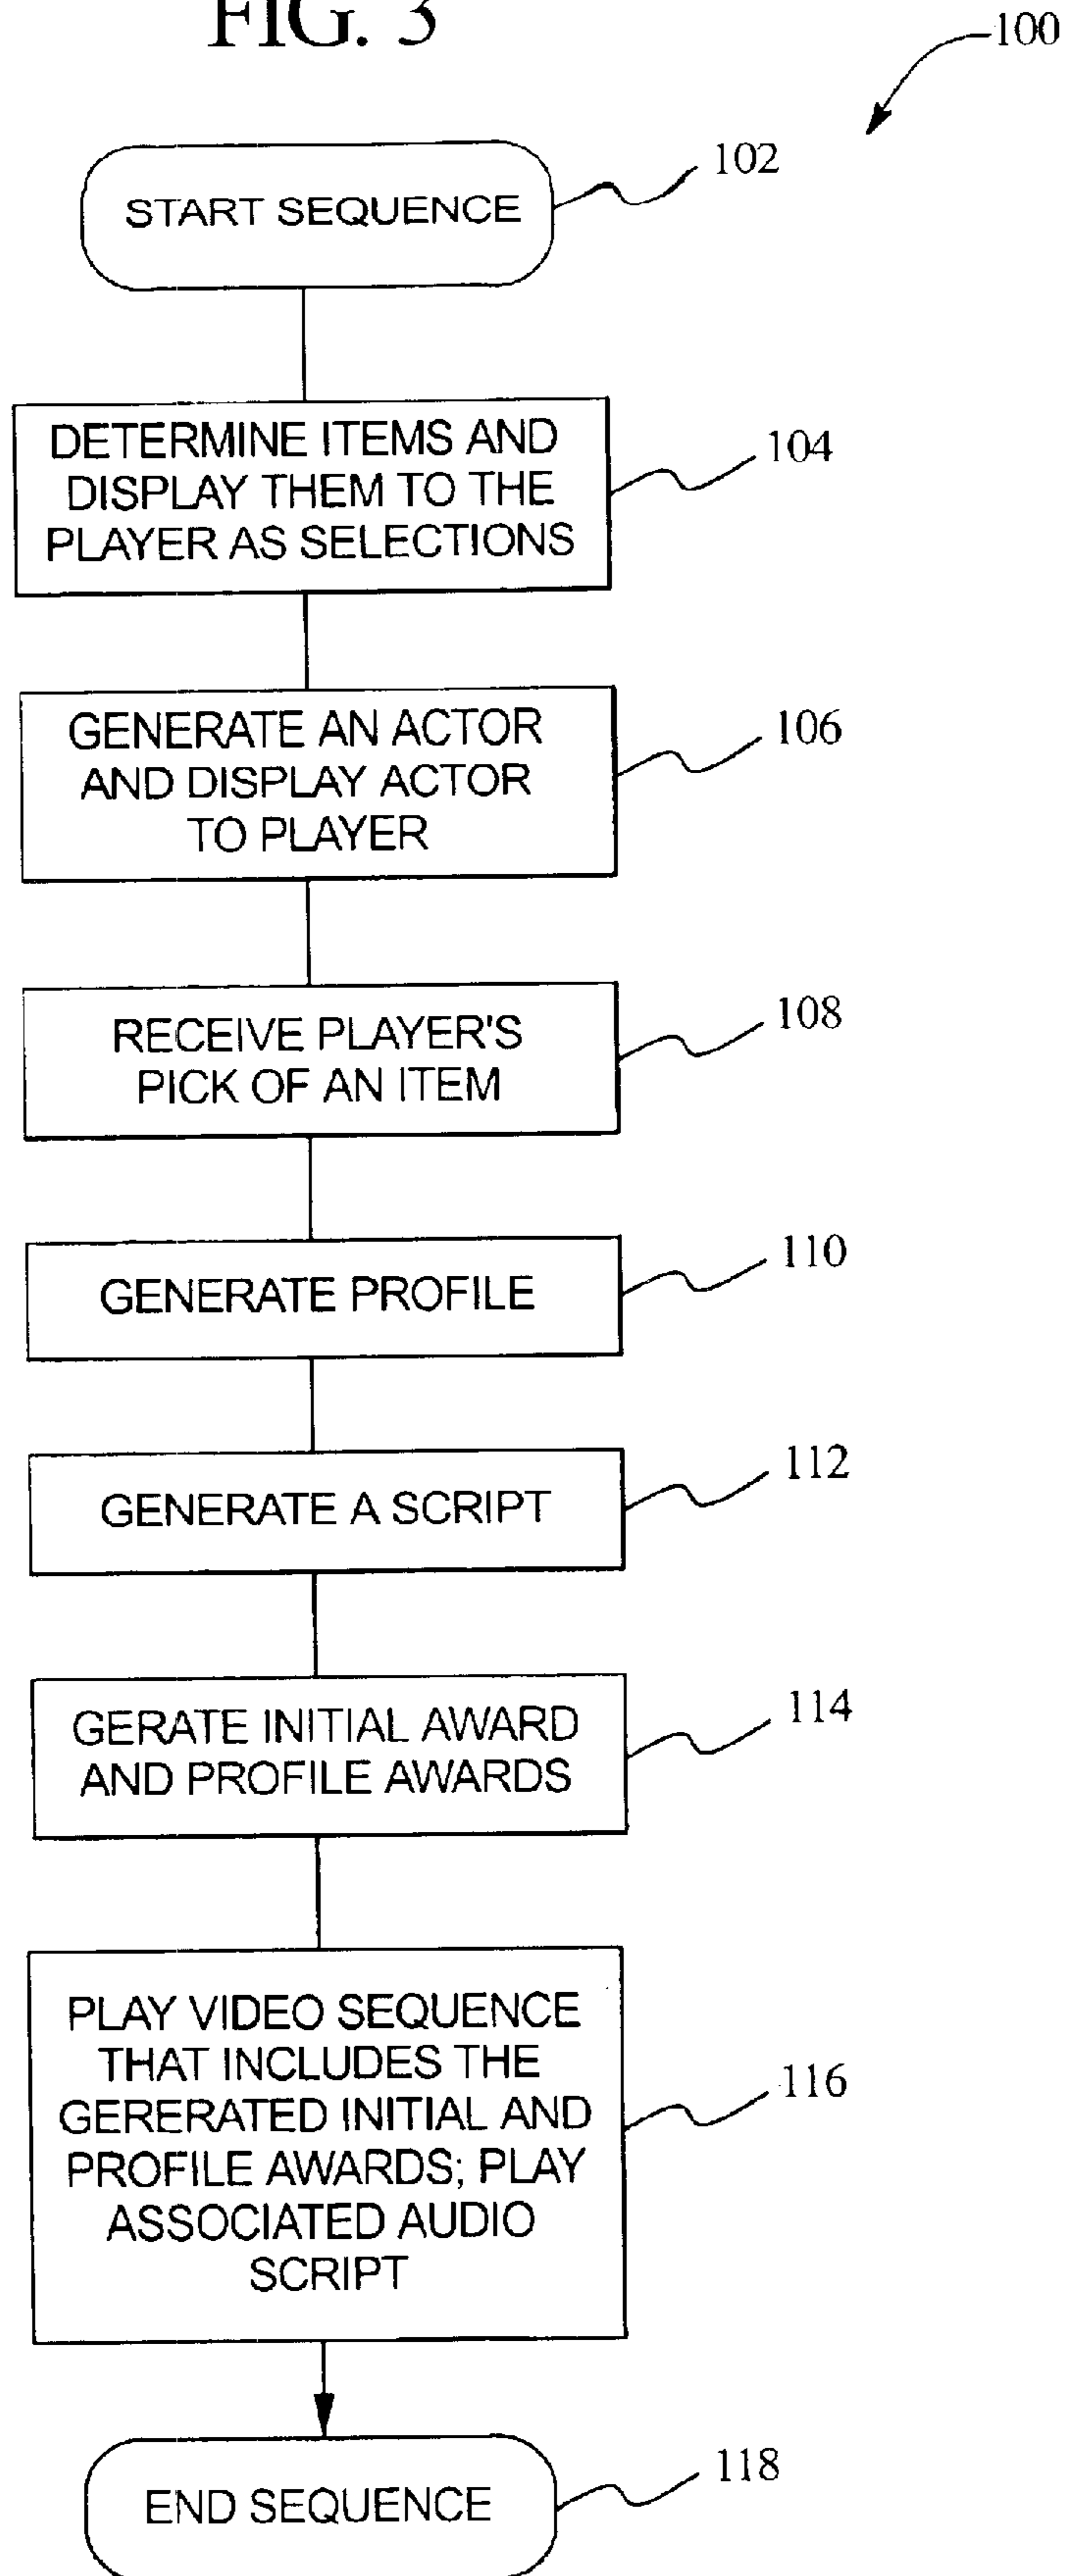 FIG. 3
100
START SEQUENCE
102
DETERMINE ITEMS AND
DISPLAY THEM TO THE
PLAYER AS SELECTIONS
104
GENERATE AN ACTOR
AND DISPLAY ACTOR
TO PLAYER
106
RECEIVE PLAYER'S
PICK OF AN ITEM
108
GENERATE PROFILE
110
GENERATE A SCRIPT
112
GERATE INITIAL AWARD
AND PROFILE AWARDS
114
PLAY VIDEO SEQUENCE
THAT INCLUDES THE
GERERATED INITIAL AND
PROFILE AWARDS; PLAY
ASSOCIATED AUDIO
SCRIPT
116
END SEQUENCE
118